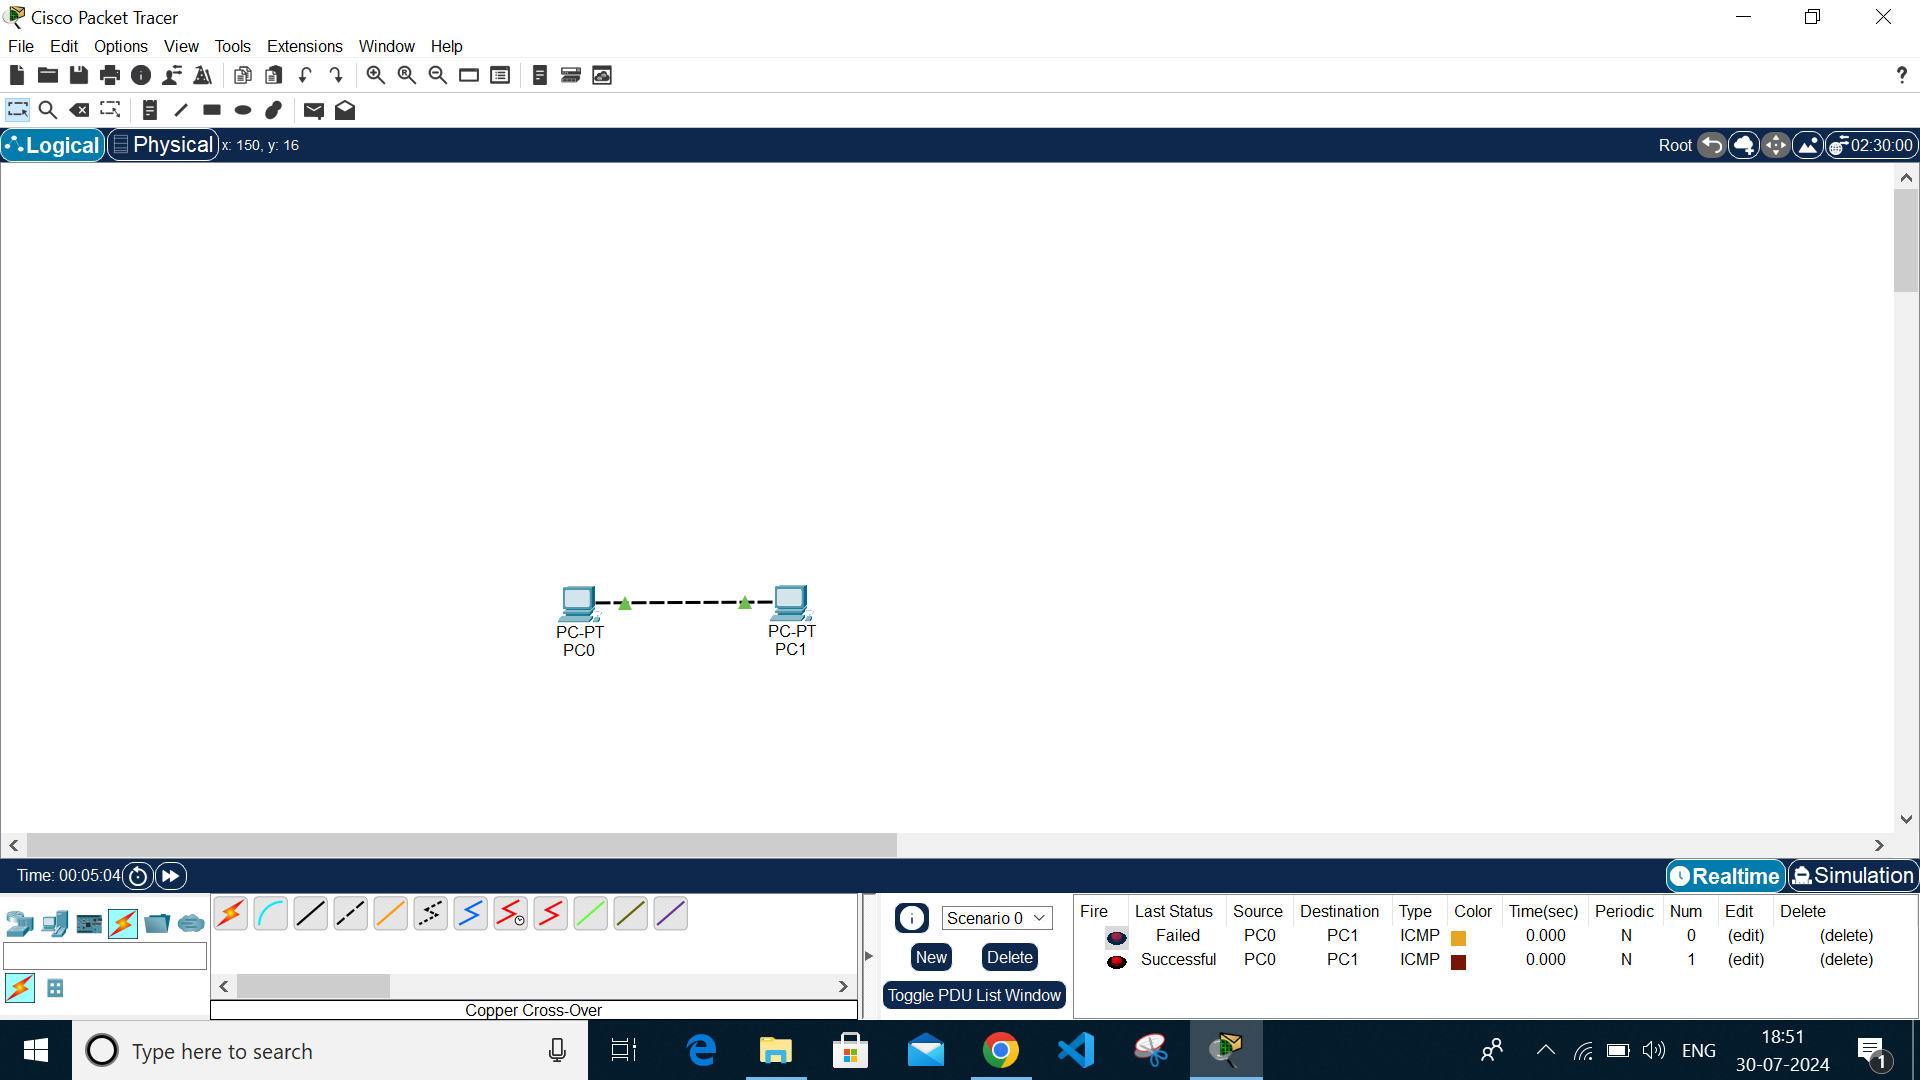 Cisco Packet Tracer
File Edit Options View Tools Extensions Window Help
?
Logical Physical x: 150, y: 16 Root 02:30:00
PC-PT PC-PT
PC0 PC1
Time: 00:05:04 Realtime Simulation
Scenario 0
New Delete
Toggle PDU List Window
Fire Last Status Source Destination Type Color Time(sec) Periodic Num Edit Delete
Failed PC0 PC1 ICMP 0.000 N 0 (edit) (delete)
Successful PC0 PC1 ICMP 0.000 N 1 (edit) (delete)
Copper Cross-Over
Type here to search
ENG
18:51
30-07-2024
1